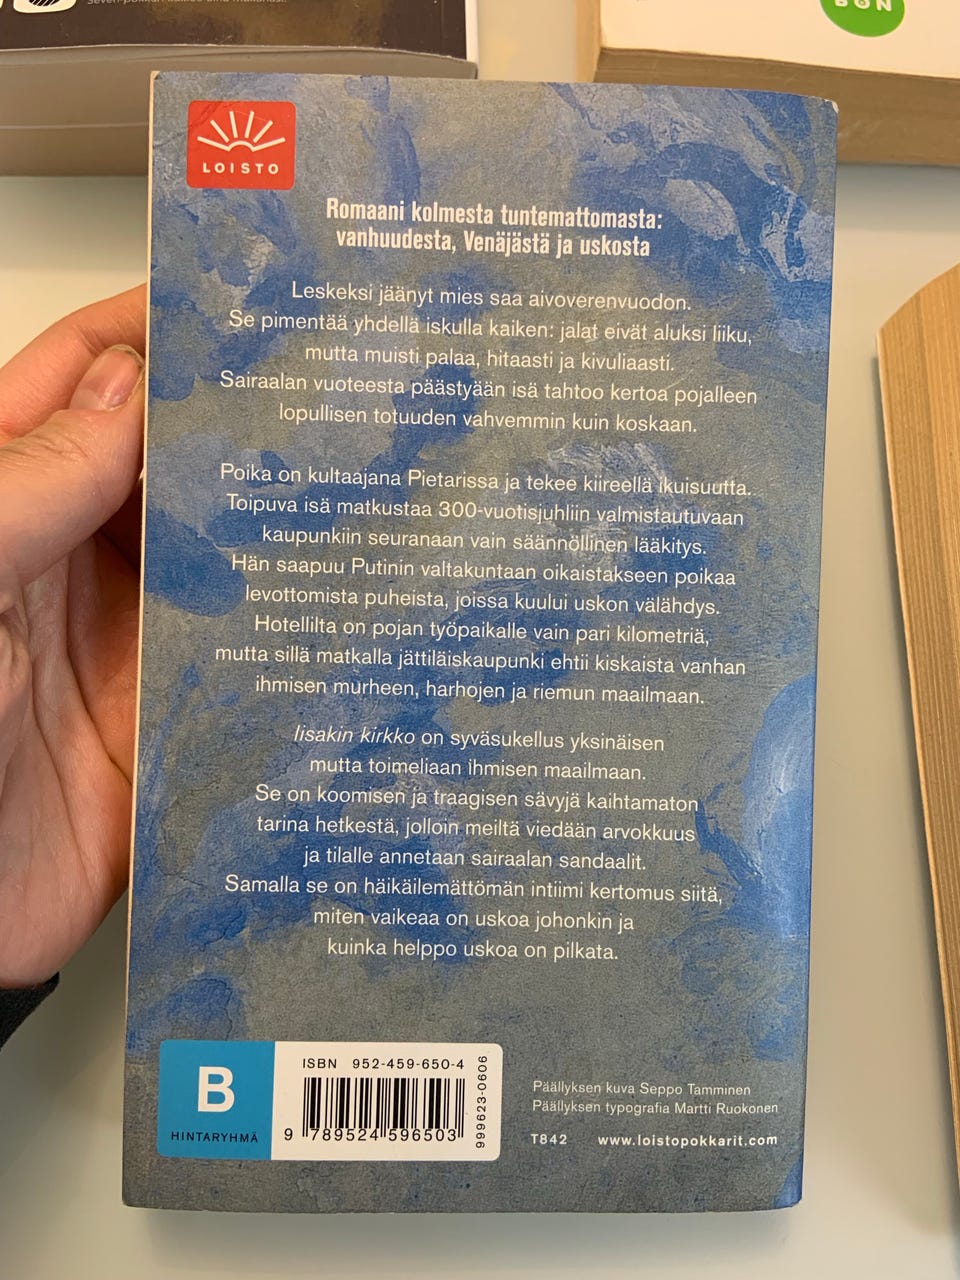 BON
LOISTO
Romaani kolmesta tuntemattomasta:
vanhuudesta, Venäjästä ja uskosta
Leskeksi jäänyt mies saa aivoverenvuodon.
Se pimentää yhdellä iskulla kaiken: jalat eivät aluksi liiku,
mutta muisti palaa, hitaasti ja kivuliaasti.
Sairaalan vuoteesta päästyään isä tahtoo kertoa pojalleen
lopullisen totuuden vahvemmin kuin koskaan.
Poika on kultaajana Pietarissa ja tekee kiireellä ikuisuutta.
Toipuva isä matkustaa 300-vuotisjuhliin valmistautuvaan
kaupunkiin seuranaan vain säännöllinen lääkitys.
Hän saapuu Putinin valtakuntaan oikaistakseen poikaa
levottomista puheista, joissa kuului uskon välähdys.
Hotellilta on pojan työpaikalle vain pari kilometriä,
mutta sillä matkalla jättiläiskaupunki ehtii kiskaista vanhan
ihmisen murheen, harhojen ja riemun maailmaan.
Iisakin kirkko on syväsukellus yksinäisen
mutta toimeliaan ihmisen maailmaan.
Se on koomisen ja traagisen sävyjä kaihtamaton
tarina hetkestä, jolloin meiltä viedään arvokkuus
ja tilalle annetaan sairaalan sandaalit.
Samalla se on häikäilemättömän intiimi kertomus siitä,
miten vaikeaa on uskoa johonkin ja
kuinka helppo uskoa on pilkata.
B
HINTARYHMÄ
ISBN 952-459-650-4
9 789524 596503
999623-0606
Päällyksen kuva Seppo Tamminen
Päällyksen typografia Martti Ruokonen
T842 www.loistopokkarit.com